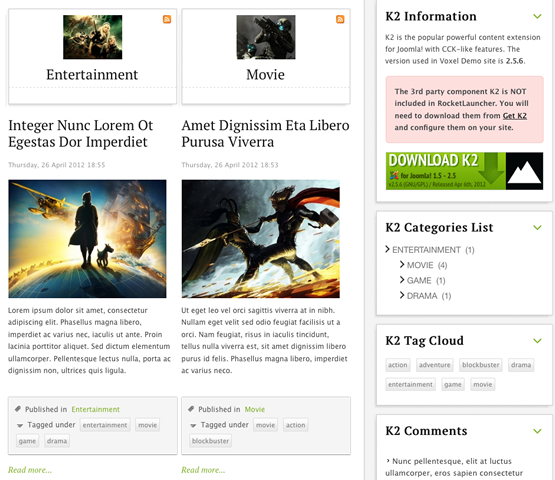 Entertainment
Integer Nunc Lorem Ot
Egestas Dor Imperdiet
Thursday, 26 April 2012 18:55
Lorem ipsum dolor sit amet, consectetur
adipiscing elit. Phasellus magna libero,
imperdiet ac varius nec, iaculis ut ante. Proin
lacinia porttitor aliquet. Sed dictum elementum
ullamcorper. Pellentesque lectus nulla, porta ac
dignissim non, ultrices quis ligula.
Published in Entertainment
Tagged under entertainment movie
game drama
Read more...
Movie
Amet Dignissim Eta Libero
Purusa Viverra
Thursday, 26 April 2012 18:53
Ut eget leo vel orci sagittis viverra at in nibh.
Nullam eget velit sed odio feugiat facilisis ut a
orci. Nam feugiat, risus in iaculis tincidunt,
tellus nulla viverra est, sit amet dignissim libero
purus id felis. Phasellus magna libero, imperdiet
ac varius neco.
Published in Movie
Tagged under movie action
blockbuster
Read more...
K2 Information
K2 is the popular powerful content extension
for Joomla! with CCK-like features. The
version used in Voxel Demo site is 2.5.6.
The 3rd party component K2 is NOT
included in RocketLauncher. You will
need to download them from Get K2
and configure them on your site.
DOWNLOAD K2
for Joomla! 1.5 - 2.5
v2.5.6 (GNU/GPL) / Released Apr 6th, 2012
K2 Categories List
ENTERTAINMENT (1)
MOVIE (4)
GAME (1)
DRAMA (1)
K2 Tag Cloud
action adventure blockbuster drama
entertainment game movie
K2 Comments
Nunc pellentesque, elit at luctus
ullamcorper, eros sapien consectetur